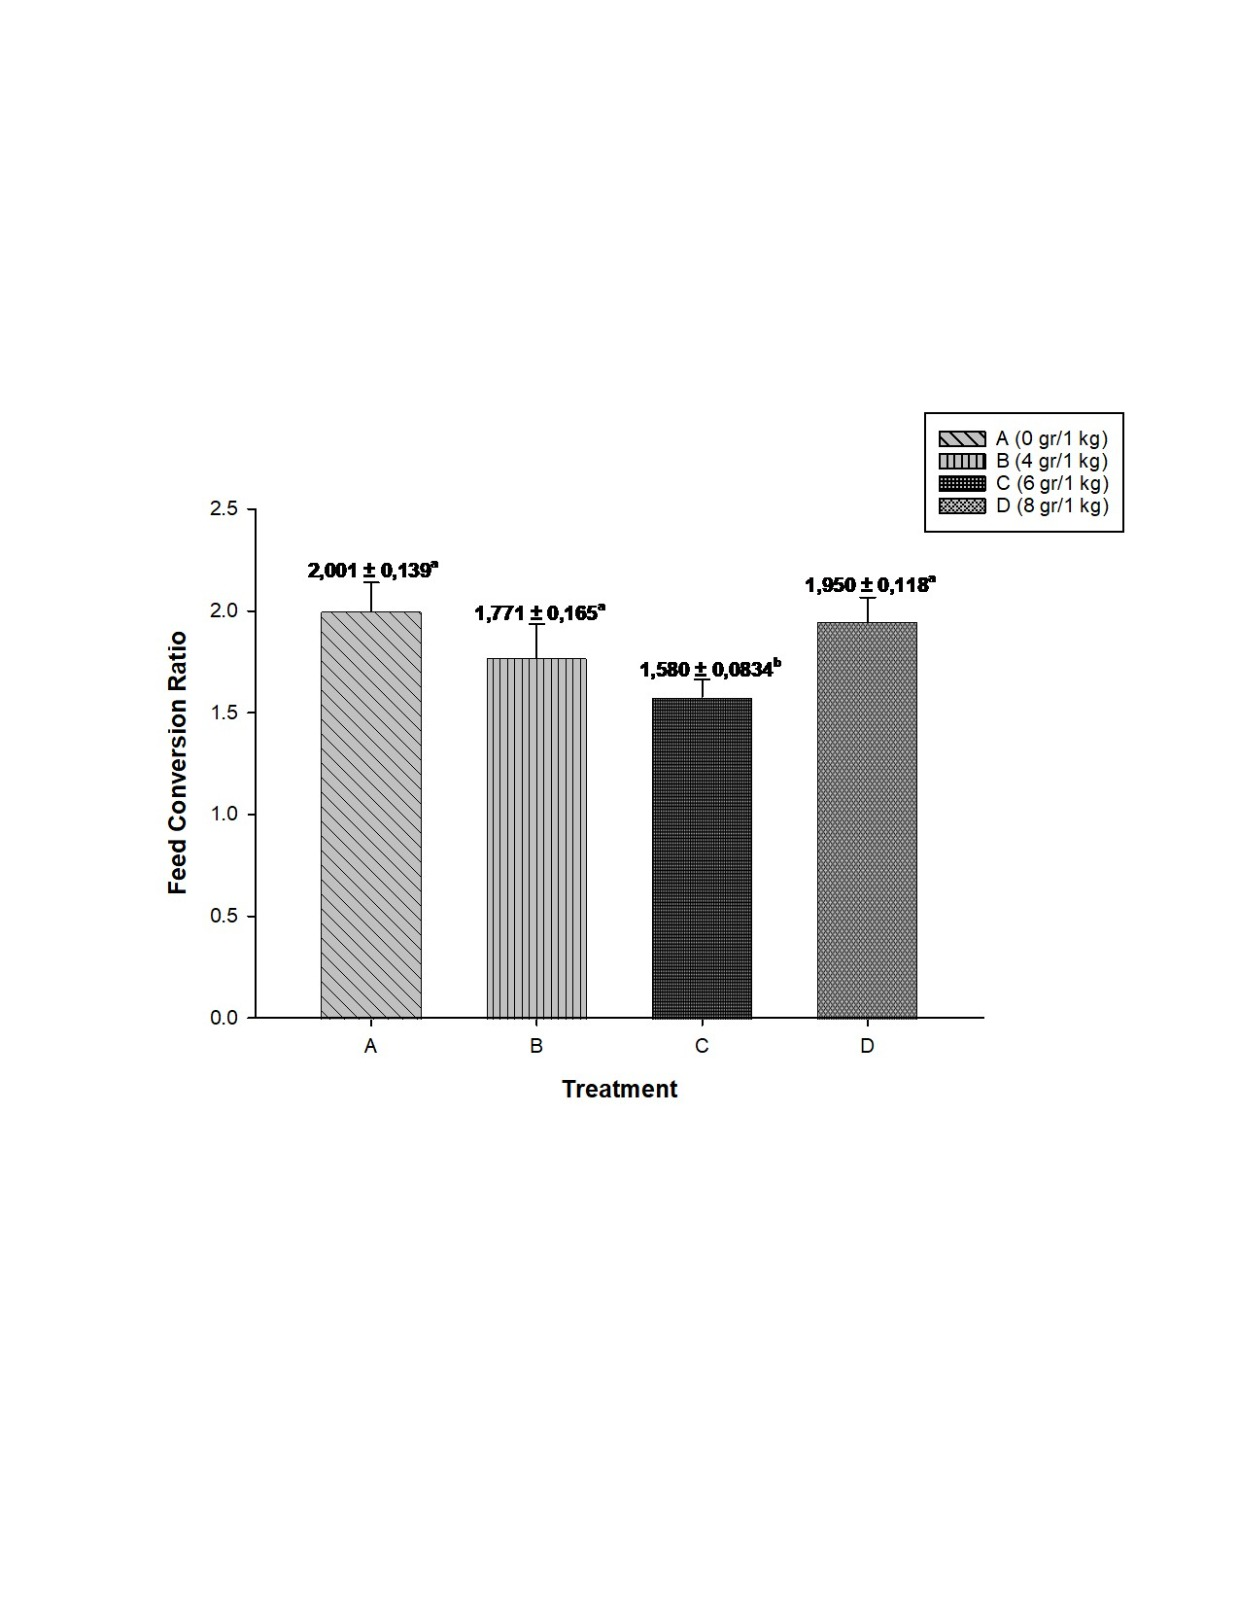 A (0 gr/1 kg)
B (4 gr/1 kg)
C (6 gr/1 kg)
D (8 gr/1 kg)
2.5
2.0
1.5
1.0
0.5
0.0
Feed Conversion Ratio
2,001 ± 0,139ᵃ
1,771 ± 0,165ᵃ
1,580 ± 0,0834ᵇ
1,950 ± 0,118ᵃ
A
B
C
D
Treatment